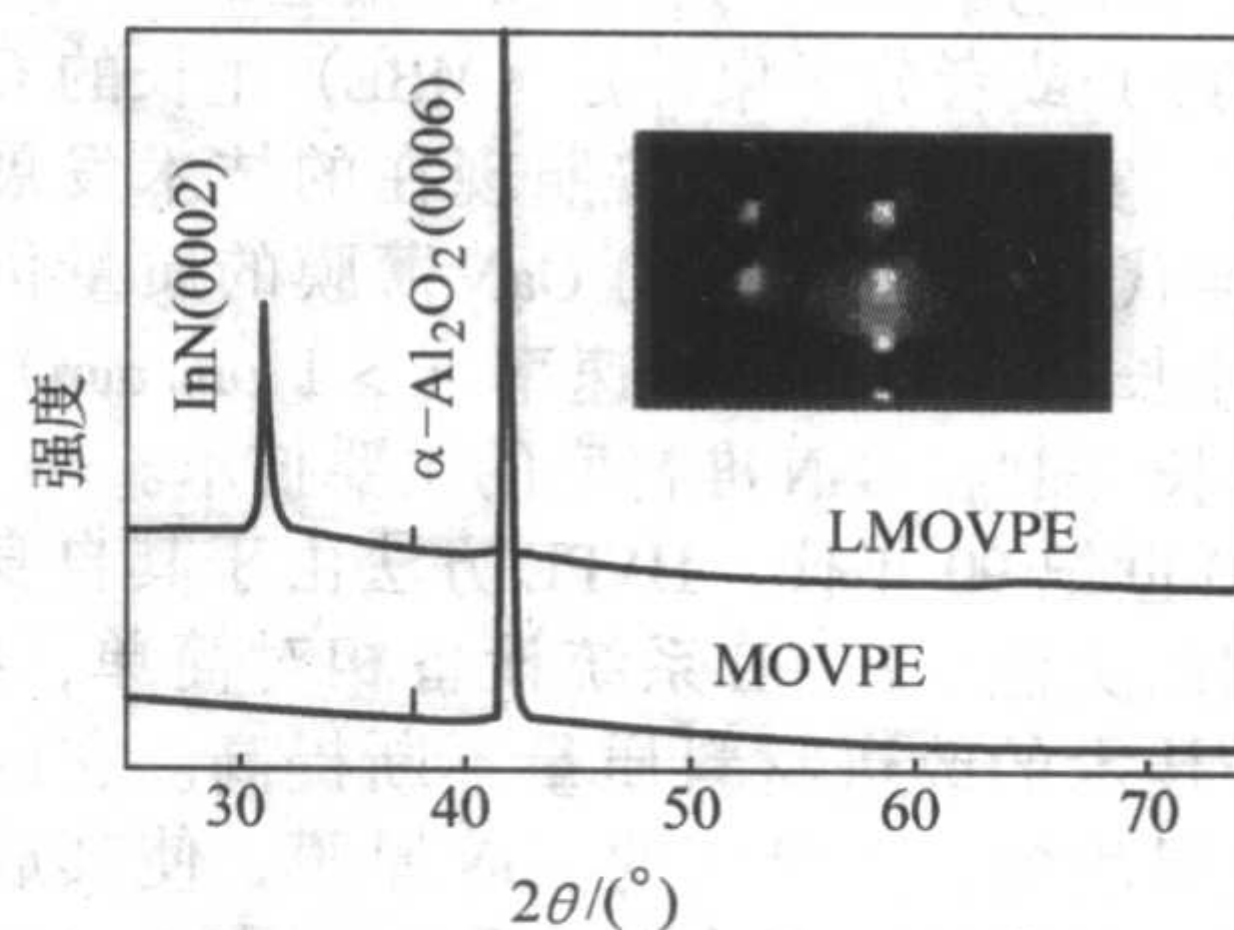 强度
InN(0002)
α-Al₂O₂(0006)
LMOVPE
MOVPE
30 40 50 60 70
2θ/(°)